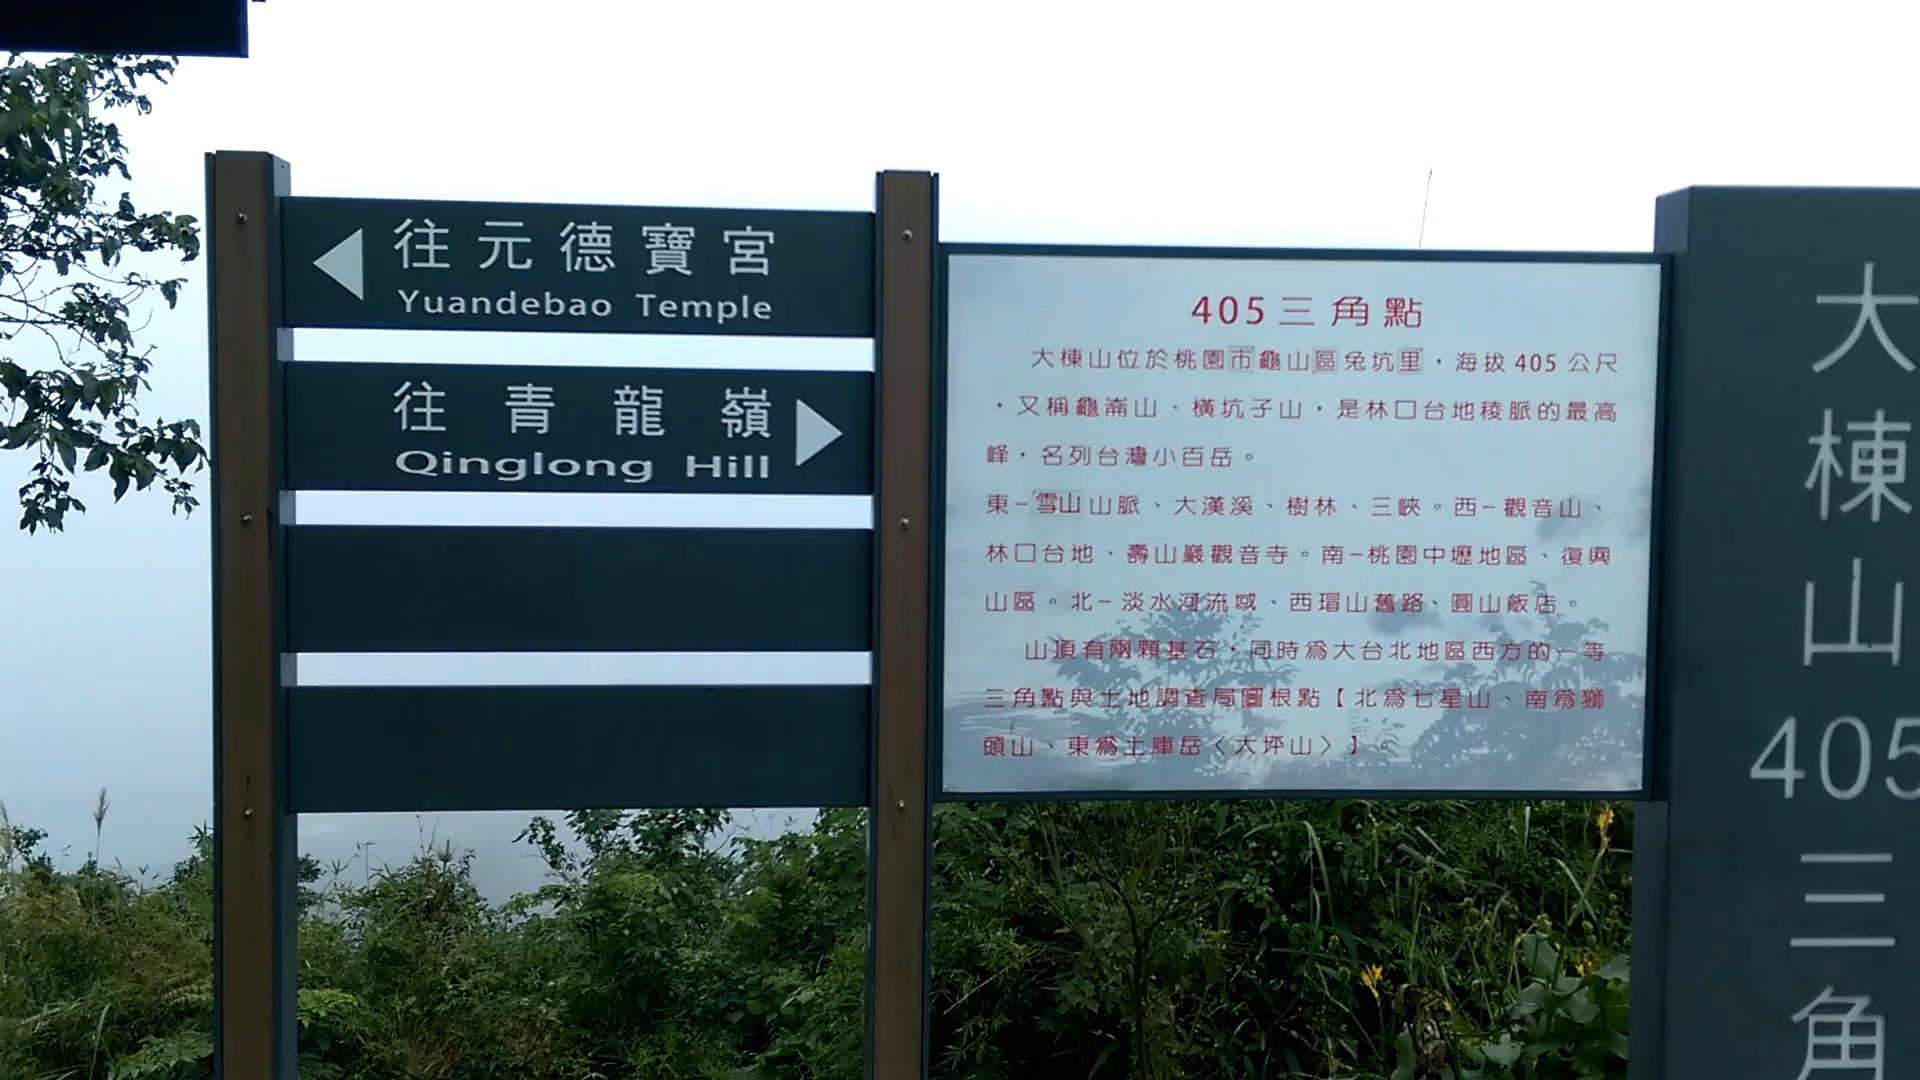 往元德寶宮
Yuandebao Temple
往青龍嶺
Qinglong Hill
405三角點
大棟山位於桃園市龜山區兔坑里，海拔405公尺
，又稱龜崙山、橫坑子山，是林口台地稜脈的最高
峰，名列台灣小百岳。
東-雪山山脈、大漢溪、樹林、三峽。西-觀音山、
林口台地、壽山巖觀音寺。南-桃園中壢地區、復興
山區。北-淡水河流域、西瑁山舊路、圓山飯店。
山頂有兩顆基石，同時為大台北地區西方的一等
三角點與土地調查局圖根點【北為七星山、南為獅
頭山、東為土庫岳〈大坪山〉】。
大棟山405三角